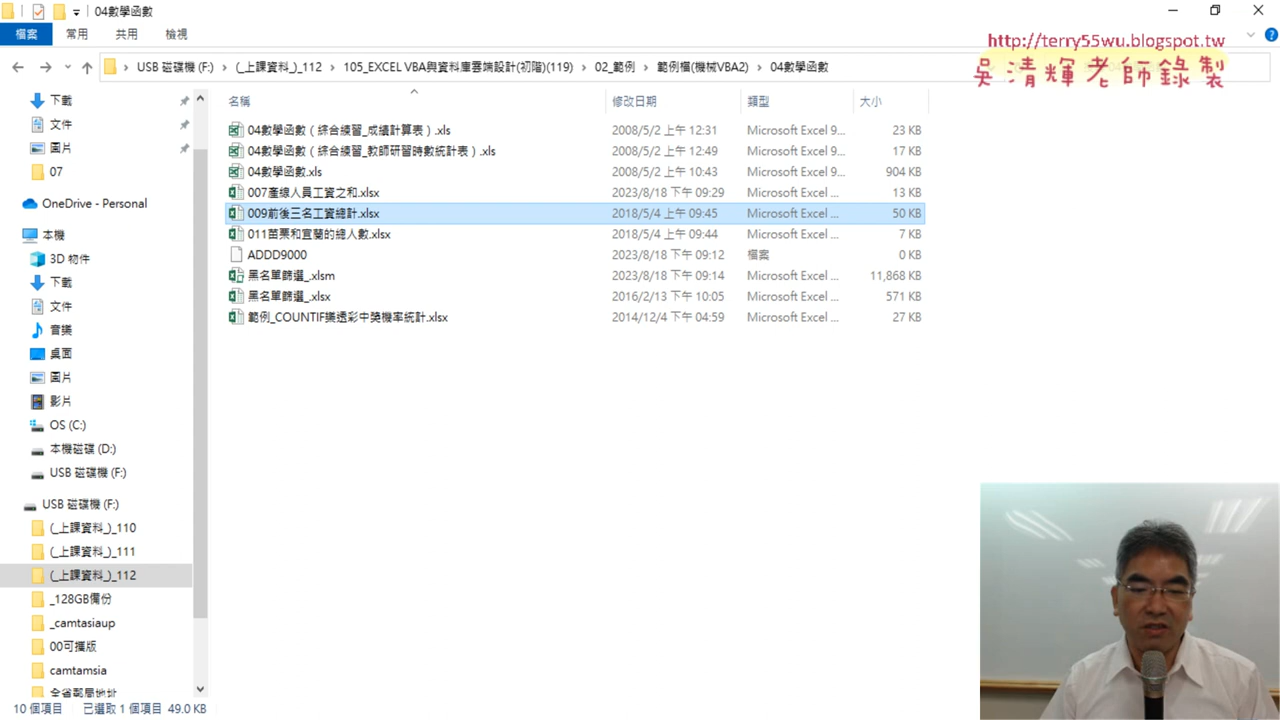 04數學函數
檔案 常用 共用 檢視
http://terry55wu.blogspot.tw
吳清輝老師錄製
USB 磁碟機 (F:) › (_上課資料_)_112 › 105_EXCEL VBA與資料庫雲端設計(初階)(119) › 02_範例 › 範例檔(機械VBA2) › 04數學函數
名稱 修改日期 類型 大小
04數學函數（綜合練習_成績計算表）.xls 2008/5/2 上午 12:31 Microsoft Excel 9... 23 KB
04數學函數（綜合練習_教師研習時數統計表）.xls 2008/5/2 上午 12:49 Microsoft Excel 9... 17 KB
04數學函數.xls 2008/5/2 上午 10:43 Microsoft Excel 9... 904 KB
007產線人員工資之和.xlsx 2023/8/18 下午 09:29 Microsoft Excel ... 13 KB
009前後三名工資總計.xlsx 2018/5/4 上午 09:45 Microsoft Excel ... 50 KB
011苗栗和宜蘭的總人數.xlsx 2018/5/4 上午 09:44 Microsoft Excel ... 7 KB
ADDD9000 2023/8/18 下午 09:12 檔案 0 KB
黑名單篩選_.xlsm 2023/8/18 下午 09:14 Microsoft Excel ... 11,868 KB
黑名單篩選_.xlsx 2016/2/13 下午 10:05 Microsoft Excel ... 571 KB
範例_COUNTIF樂透彩中獎機率統計.xlsx 2014/12/4 下午 04:59 Microsoft Excel ... 27 KB
下載
文件
圖片
07
OneDrive - Personal
本機
3D 物件
下載
文件
音樂
桌面
圖片
影片
OS (C:)
本機磁碟 (D:)
USB 磁碟機 (F:)
USB 磁碟機 (F:)
(_上課資料_)_110
(_上課資料_)_111
(_上課資料_)_112
_128GB備份
_camtasiaup
00可攜版
camtamsia
全省郵局地址
10 個項目 已選取 1 個項目 49.0 KB